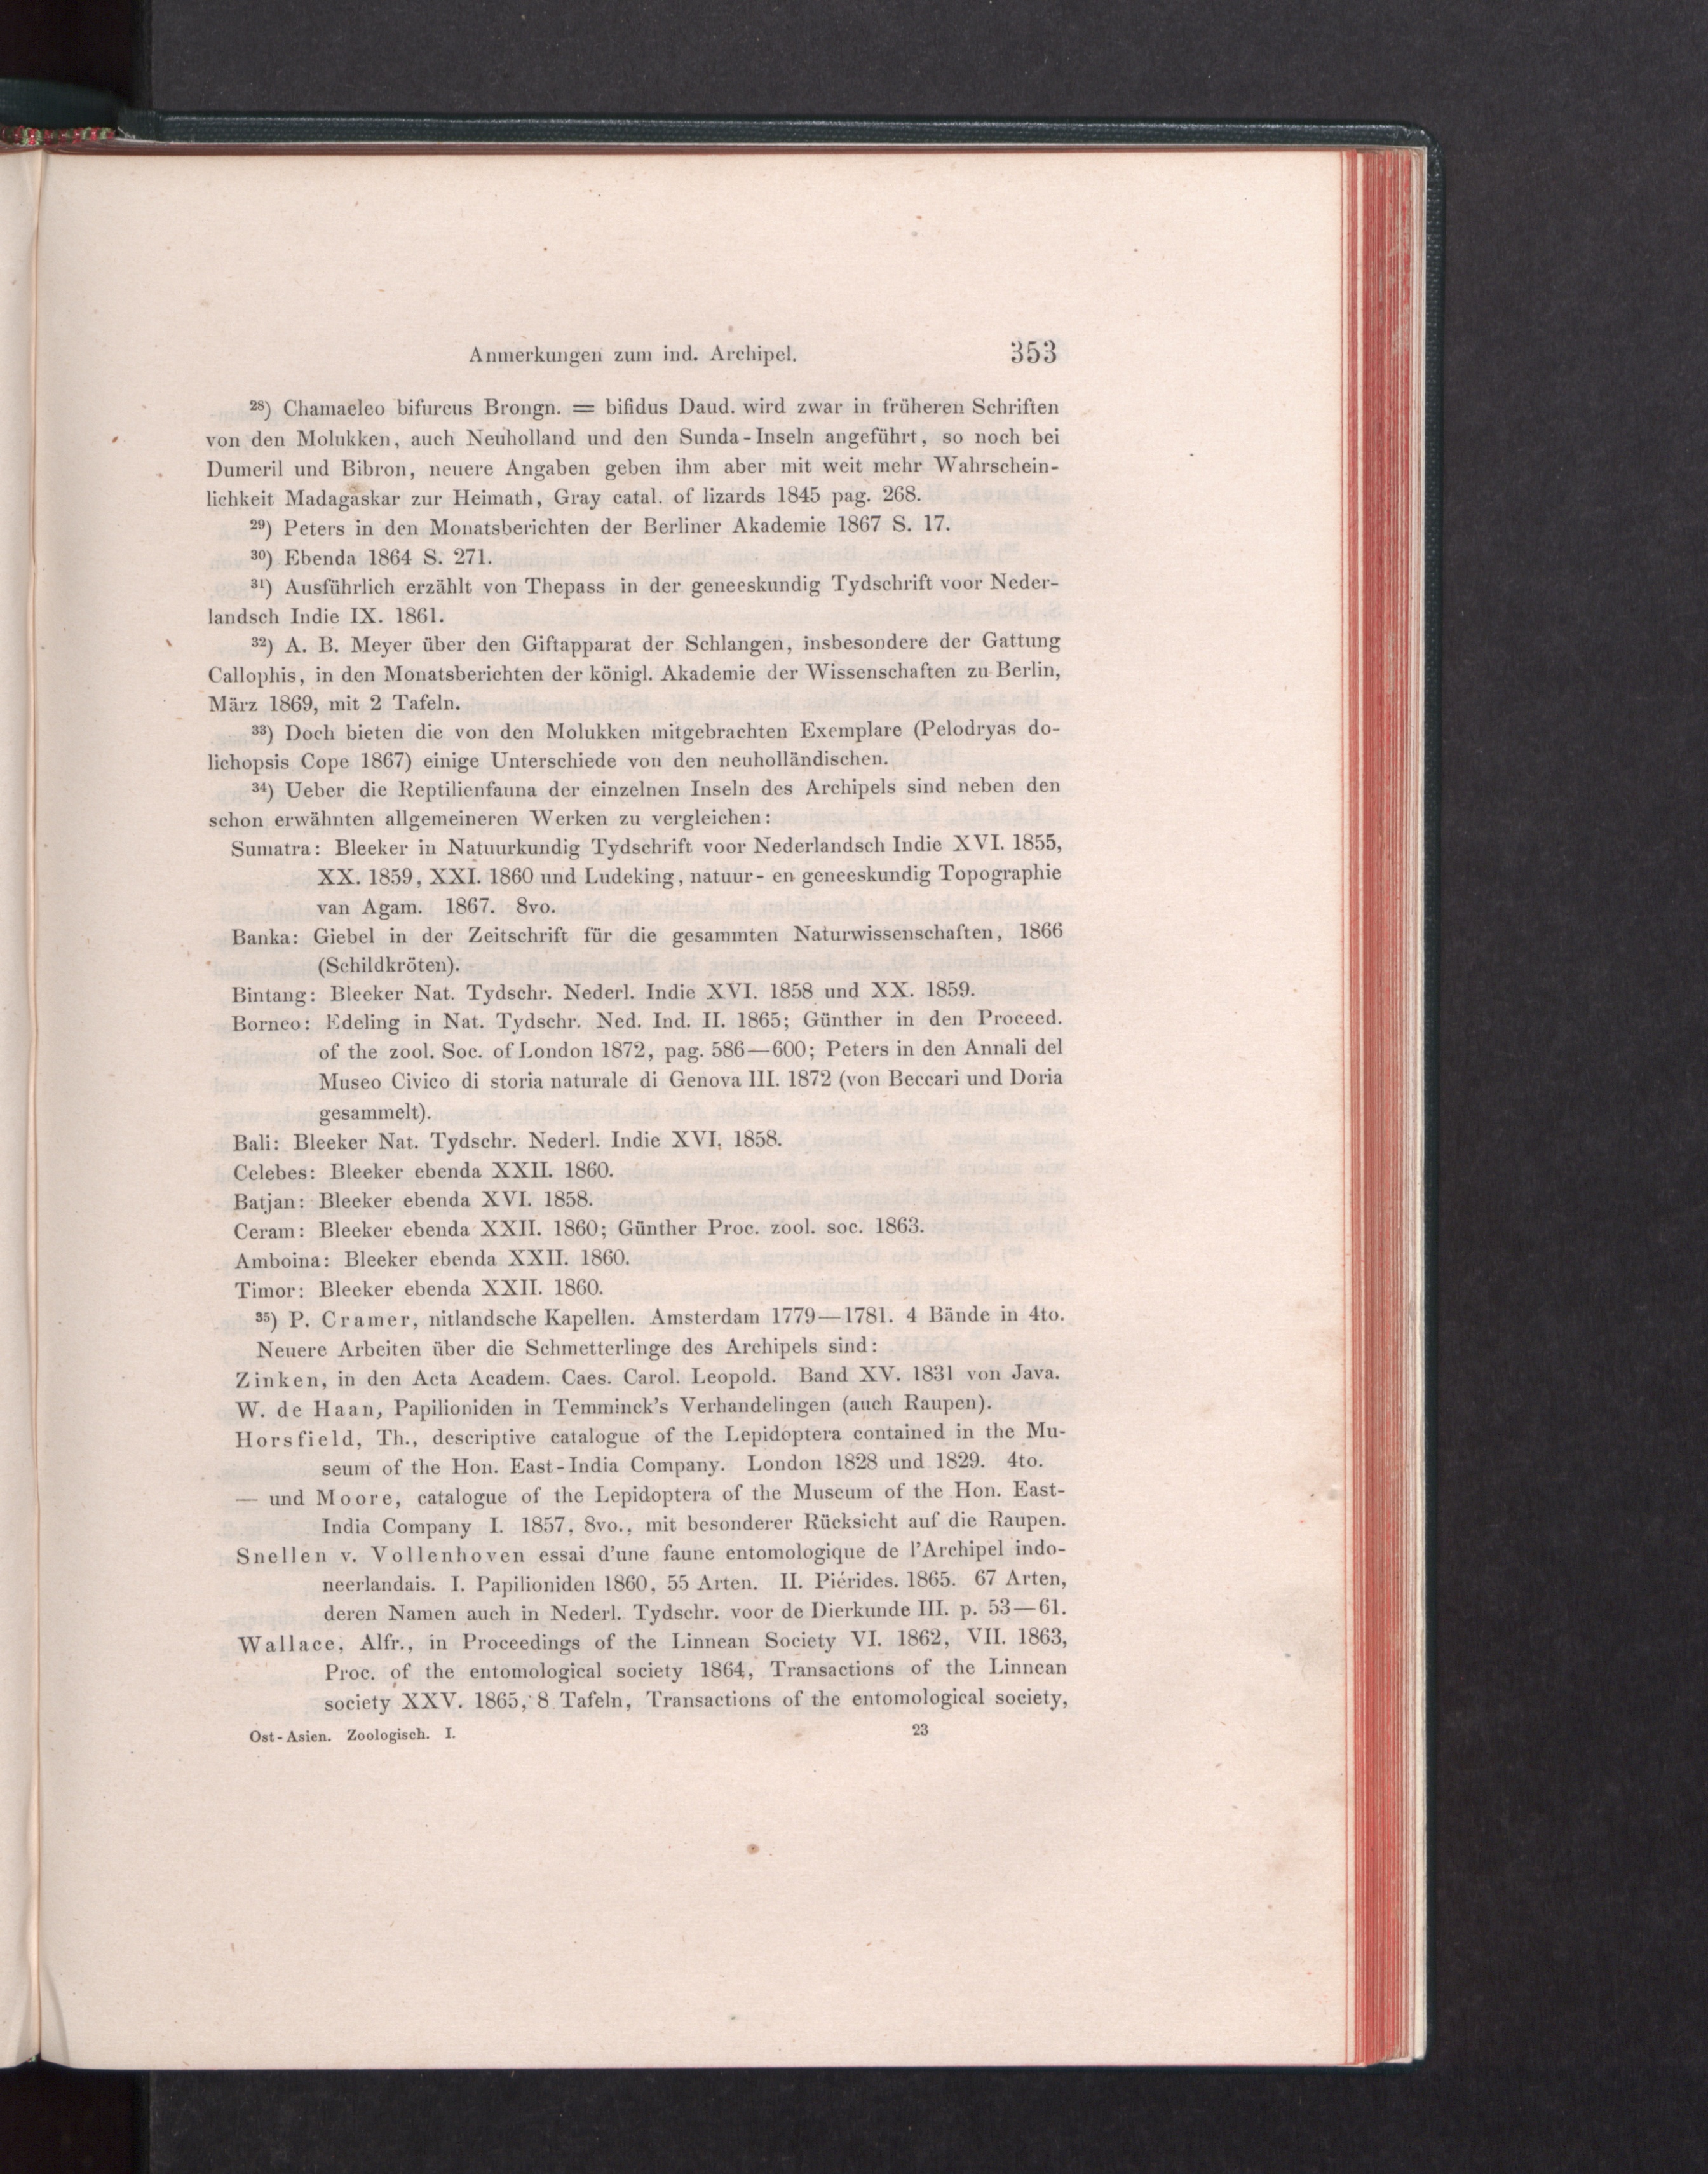 Anmerkungen zum ind. Archipel. 353
²⁸) Chamaeleo bifurcus Brongn. = bifidus Daud. wird zwar in früheren Schriften
von den Molukken, auch Neuholland und den Sunda-Inseln angeführt, so noch bei
Dumeril und Bibron, neuere Angaben geben ihm aber mit weit mehr Wahrschein-
lichkeit Madagaskar zur Heimath, Gray catal. of lizards 1845 pag. 268.
²⁹) Peters in den Monatsberichten der Berliner Akademie 1867 S. 17.
³⁰) Ebenda 1864 S. 271.
³¹) Ausführlich erzählt von Thepass in der geneeskundig Tydschrift voor Neder-
landsch Indie IX. 1861.
³²) A. B. Meyer über den Giftapparat der Schlangen, insbesondere der Gattung
Callophis, in den Monatsberichten der königl. Akademie der Wissenschaften zu Berlin,
März 1869, mit 2 Tafeln.
³³) Doch bieten die von den Molukken mitgebrachten Exemplare (Pelodryas do-
lichopsis Cope 1867) einige Unterschiede von den neuholländischen.
³⁴) Ueber die Reptilienfauna der einzelnen Inseln des Archipels sind neben den
schon erwähnten allgemeineren Werken zu vergleichen:
Sumatra: Bleeker in Natuurkundig Tydschrift voor Nederlandsch Indie XVI. 1855,
XX. 1859, XXI. 1860 und Ludeking, natuur- en geneeskundig Topographie
van Agam. 1867. 8vo.
Banka: Giebel in der Zeitschrift für die gesammten Naturwissenschaften, 1866
(Schildkröten).
Bintang: Bleeker Nat. Tydschr. Nederl. Indie XVI. 1858 und XX. 1859.
Borneo: Edeling in Nat. Tydschr. Ned. Ind. II. 1865; Günther in den Proceed.
of the zool. Soc. of London 1872, pag. 586—600; Peters in den Annali del
Museo Civico di storia naturale di Genova III. 1872 (von Beccari und Doria
gesammelt).
Bali: Bleeker Nat. Tydschr. Nederl. Indie XVI, 1858.
Celebes: Bleeker ebenda XXII. 1860.
Batjan: Bleeker ebenda XVI. 1858.
Ceram: Bleeker ebenda XXII. 1860; Günther Proc. zool. soc. 1863.
Amboina: Bleeker ebenda XXII. 1860.
Timor: Bleeker ebenda XXII. 1860.
³⁵) P. Cramer, nitlandsche Kapellen. Amsterdam 1779—1781. 4 Bände in 4to.
Neuere Arbeiten über die Schmetterlinge des Archipels sind:
Zinken, in den Acta Academ. Caes. Carol. Leopold. Band XV. 1831 von Java.
W. de Haan, Papilioniden in Temminck's Verhandelingen (auch Raupen).
Horsfield, Th., descriptive catalogue of the Lepidoptera contained in the Mu-
seum of the Hon. East-India Company. London 1828 und 1829. 4to.
— und Moore, catalogue of the Lepidoptera of the Museum of the Hon. East-
India Company I. 1857, 8vo., mit besonderer Rücksicht auf die Raupen.
Snellen v. Vollenhoven essai d'une faune entomologique de l'Archipel indo-
neerlandais. I. Papilioniden 1860, 55 Arten. II. Piérides. 1865. 67 Arten,
deren Namen auch in Nederl. Tydschr. voor de Dierkunde III. p. 53—61.
Wallace, Alfr., in Proceedings of the Linnean Society VI. 1862, VII. 1863,
Proc. of the entomological society 1864, Transactions of the Linnean
society XXV. 1865, 8 Tafeln, Transactions of the entomological society,
Ost-Asien. Zoologisch. I. 23